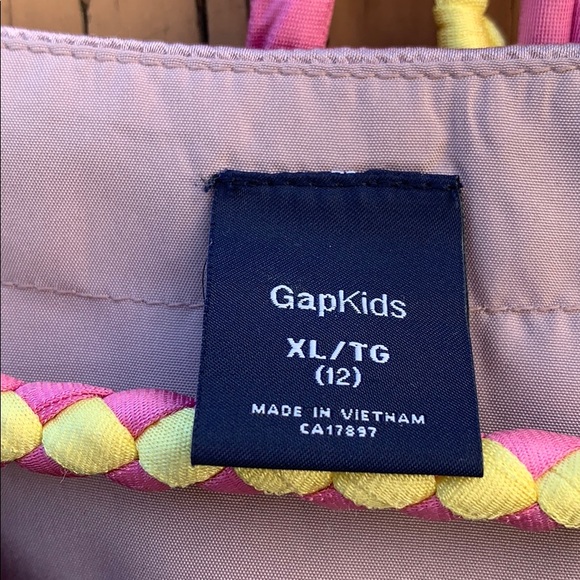 GapKids
XL/TG
(12)
MADE IN VIETNAM
CA17897